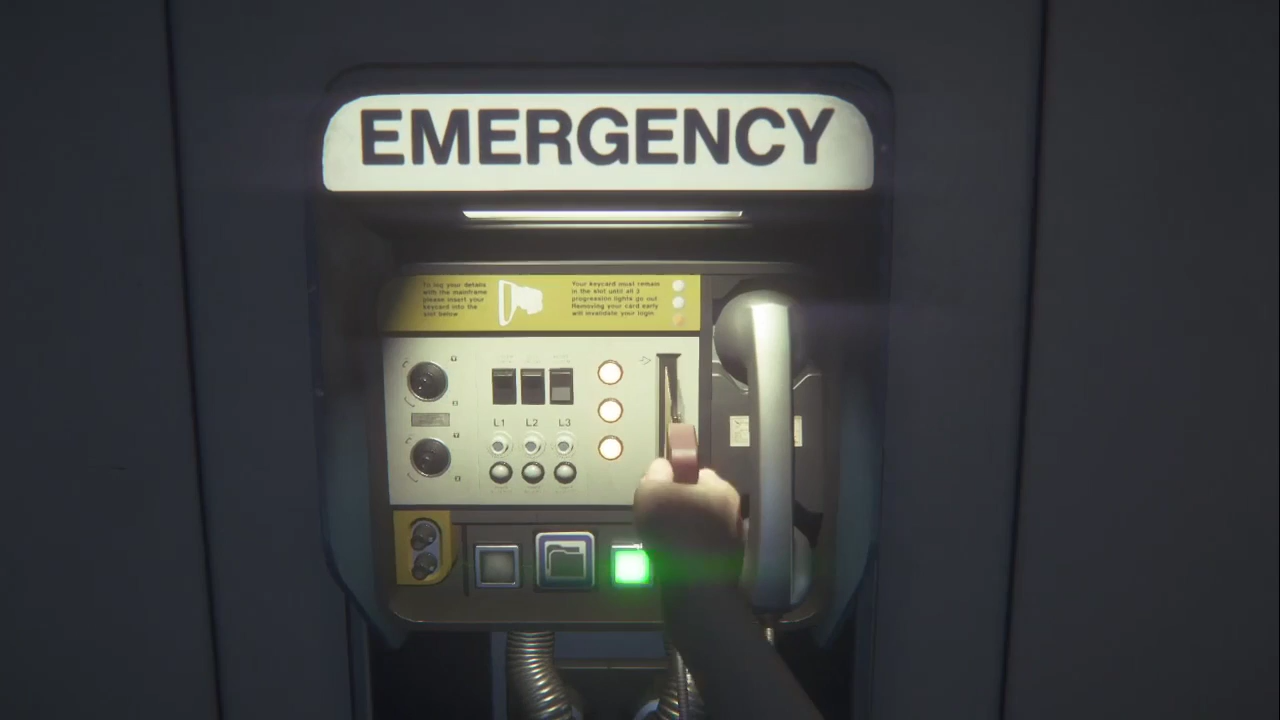 EMERGENCY
To log your details
with the mainframe
please insert your
keycard into the
slot below
Your keycard must remain
in the slot until all 3
progression lights go out.
Removing your card early
will invalidate your login.
L1 L2 L3